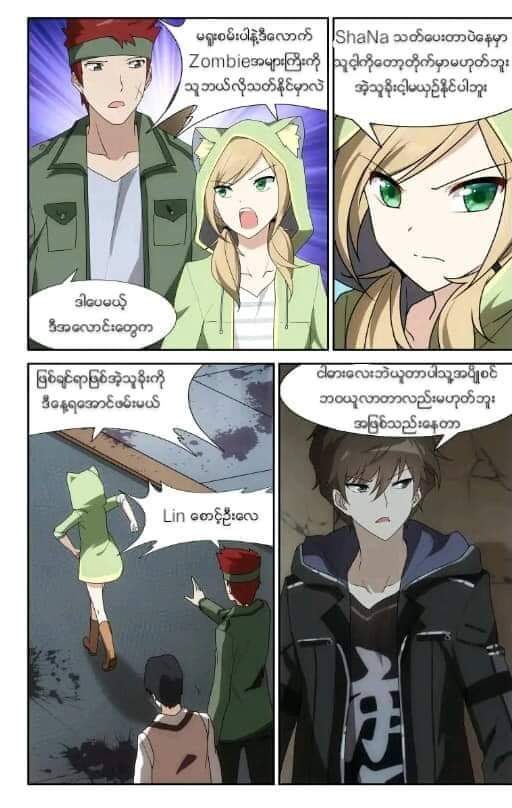 မရူးစမ်းပါနဲ့ဒီလောက်
Zombieအများကြီးကို
သူဘယ်လိုသတ်နိုင်မှာလဲ
ဒါပေမယ့်
ဒီအလောင်းတွေက
ShaNa သတ်ပေးတာပဲနေမှာ
သူငါ့ကိုတော့တိုက်မှာမဟုတ်ဘူး
အဲ့သူခိုးငါ့မယှဉ်နိုင်ပါဘူး
ဖြစ်ချင်ရာဖြစ်အဲ့သူခိုးကို
ဒီနေ့ရအောင်ဖမ်းမယ်
Lin စောင့်ဦးလေ
ငါဓားလေးဘဲယူတာပါသူ့အပျိုစင်
ဘဝယူလာတာလည်းမဟုတ်ဘူး
အဖြစ်သည်းနေတာ